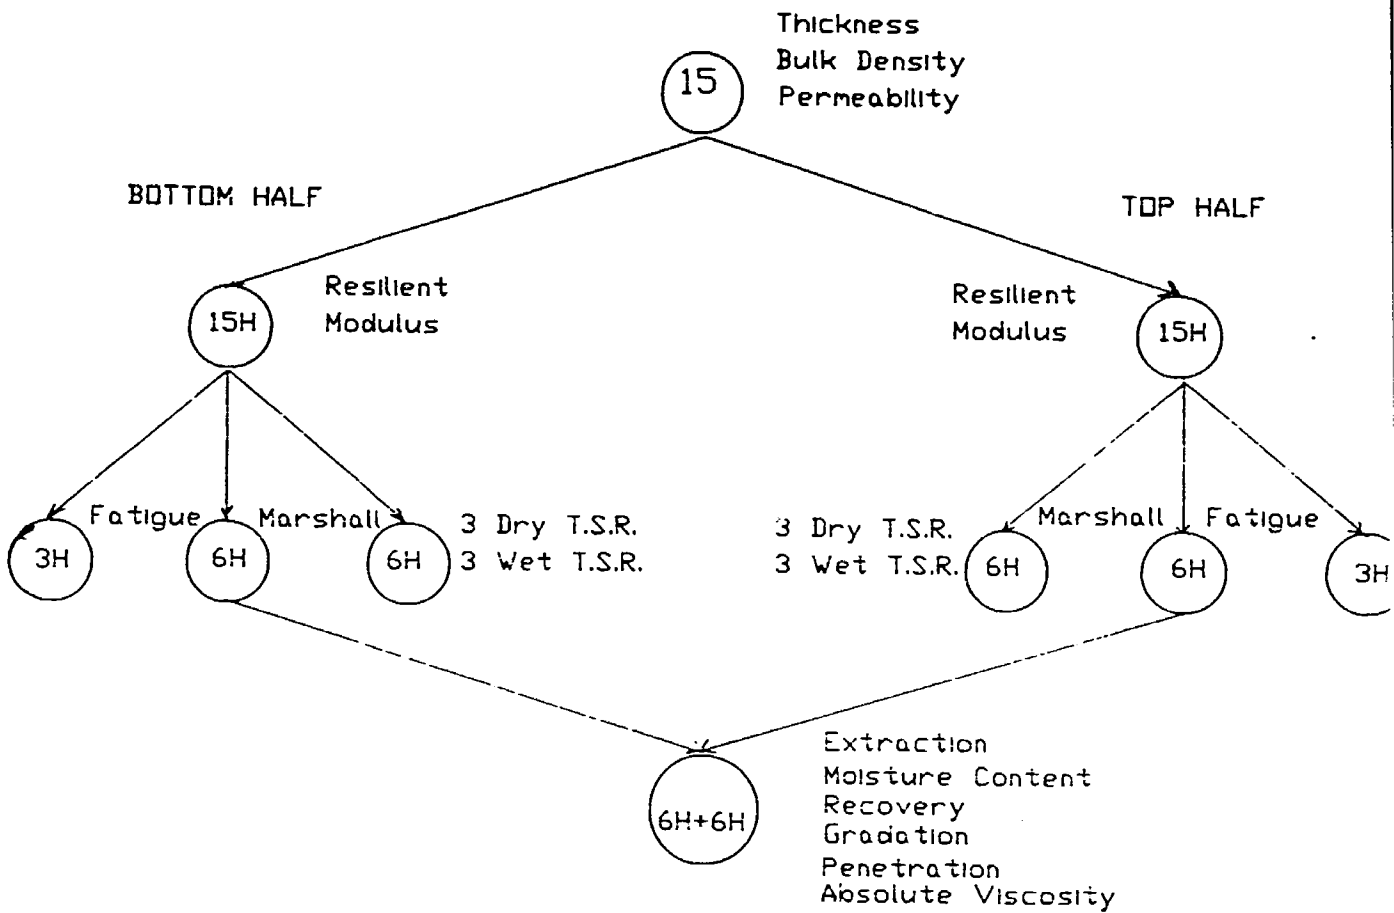 Thickness
Bulk Density
Permeability
15
BOTTOM HALF
TOP HALF
Resilient
Modulus
15H
Resilient
Modulus
15H
Fatigue
Marshall
3H
6H
6H
3 Dry T.S.R.
3 Wet T.S.R.
3 Dry T.S.R.
3 Wet T.S.R.
Marshall
Fatigue
6H
6H
3H
6H+6H
Extraction
Moisture Content
Recovery
Gradation
Penetration
Absolute Viscosity